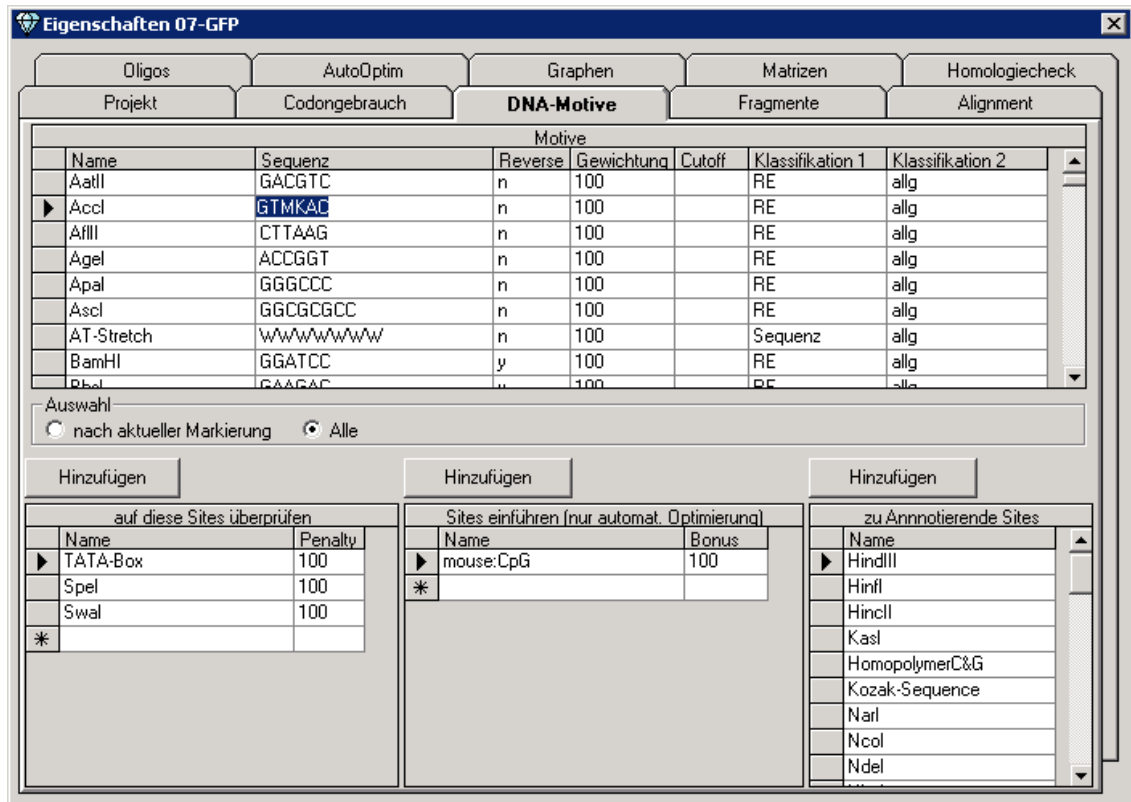 Eigenschaften 07-GFP
Oligos AutoOptim Graphen Matrizen Homologiecheck
Projekt Codongebrauch DNA-Motive Fragmente Alignment
Motive
Name Sequenz Reverse Gewichtung Cutoff Klassifikation 1 Klassifikation 2
AatII GACGTC n 100 RE allg
AccI GTMKAC n 100 RE allg
AflII CTTAAG n 100 RE allg
AgeI ACCGGT n 100 RE allg
ApaI GGGCCC n 100 RE allg
AscI GGCGCGCC n 100 RE allg
AT-Stretch WWWWWWW n 100 Sequenz allg
BamHI GGATCC y 100 RE allg
GAAGAC 100 RE allg
Auswahl
nach aktueller Markierung Alle
Hinzufügen Hinzufügen Hinzufügen
auf diese Sites überprüfen Sites einführen (nur automat. Optimierung) zu Annnotierende Sites
Name Penalty Name Bonus Name
TATA-Box 100 mouse:CpG 100 HindIII
SpeI 100 HinfI
SwaI 100 HincII
KasI
HomopolymerC&G
Kozak-Sequence
NarI
NcoI
NdeI